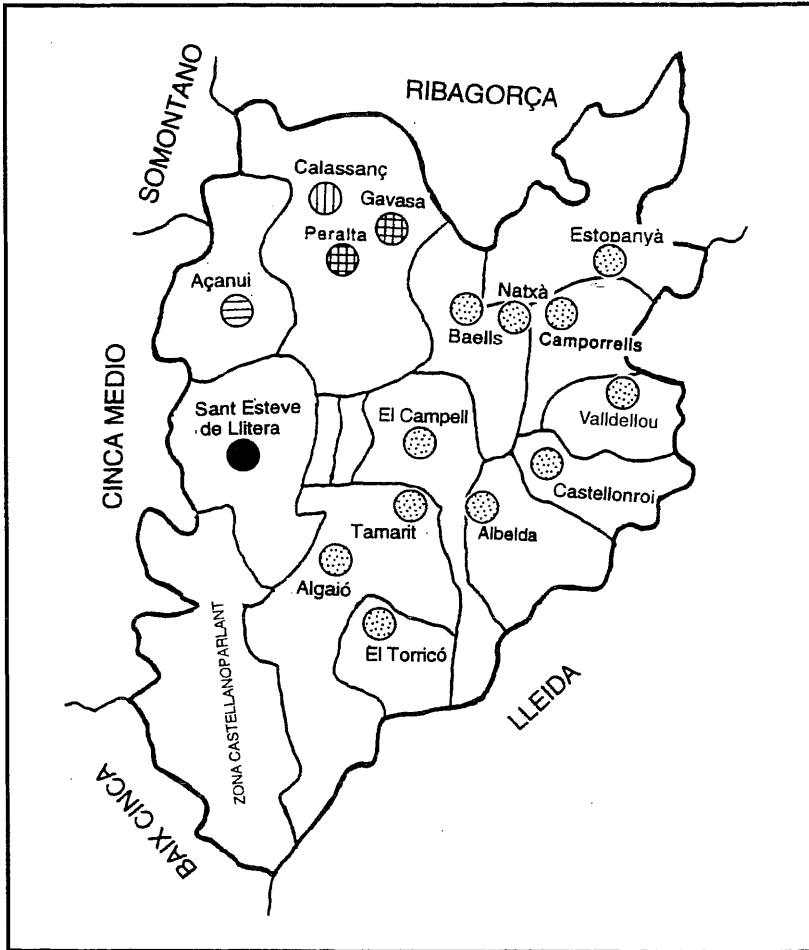 SOMONTANO
RIBAGORÇA
Calassanç
Gavasa
Peralta
Estopanyà
Açanui
Natxà
Baells
Camporrells
CINCA MEDIO
Sant Esteve
de Llitera
El Campell
Valldellou
Castellonroi
Tamarit
Albelda
Algaió
El Torricó
ZONA CASTELLANOPARLANT
LLEIDA
BAIX CINCA